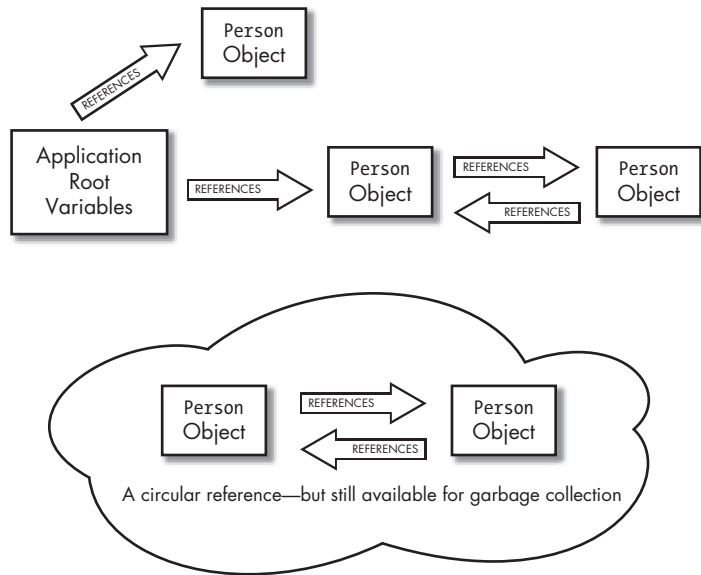 Person
Object
REFERENCES
Application
Root
Variables
REFERENCES
Person
Object
REFERENCES
REFERENCES
Person
Object
Person
Object
REFERENCES
REFERENCES
Person
Object
A circular reference—but still available for garbage collection